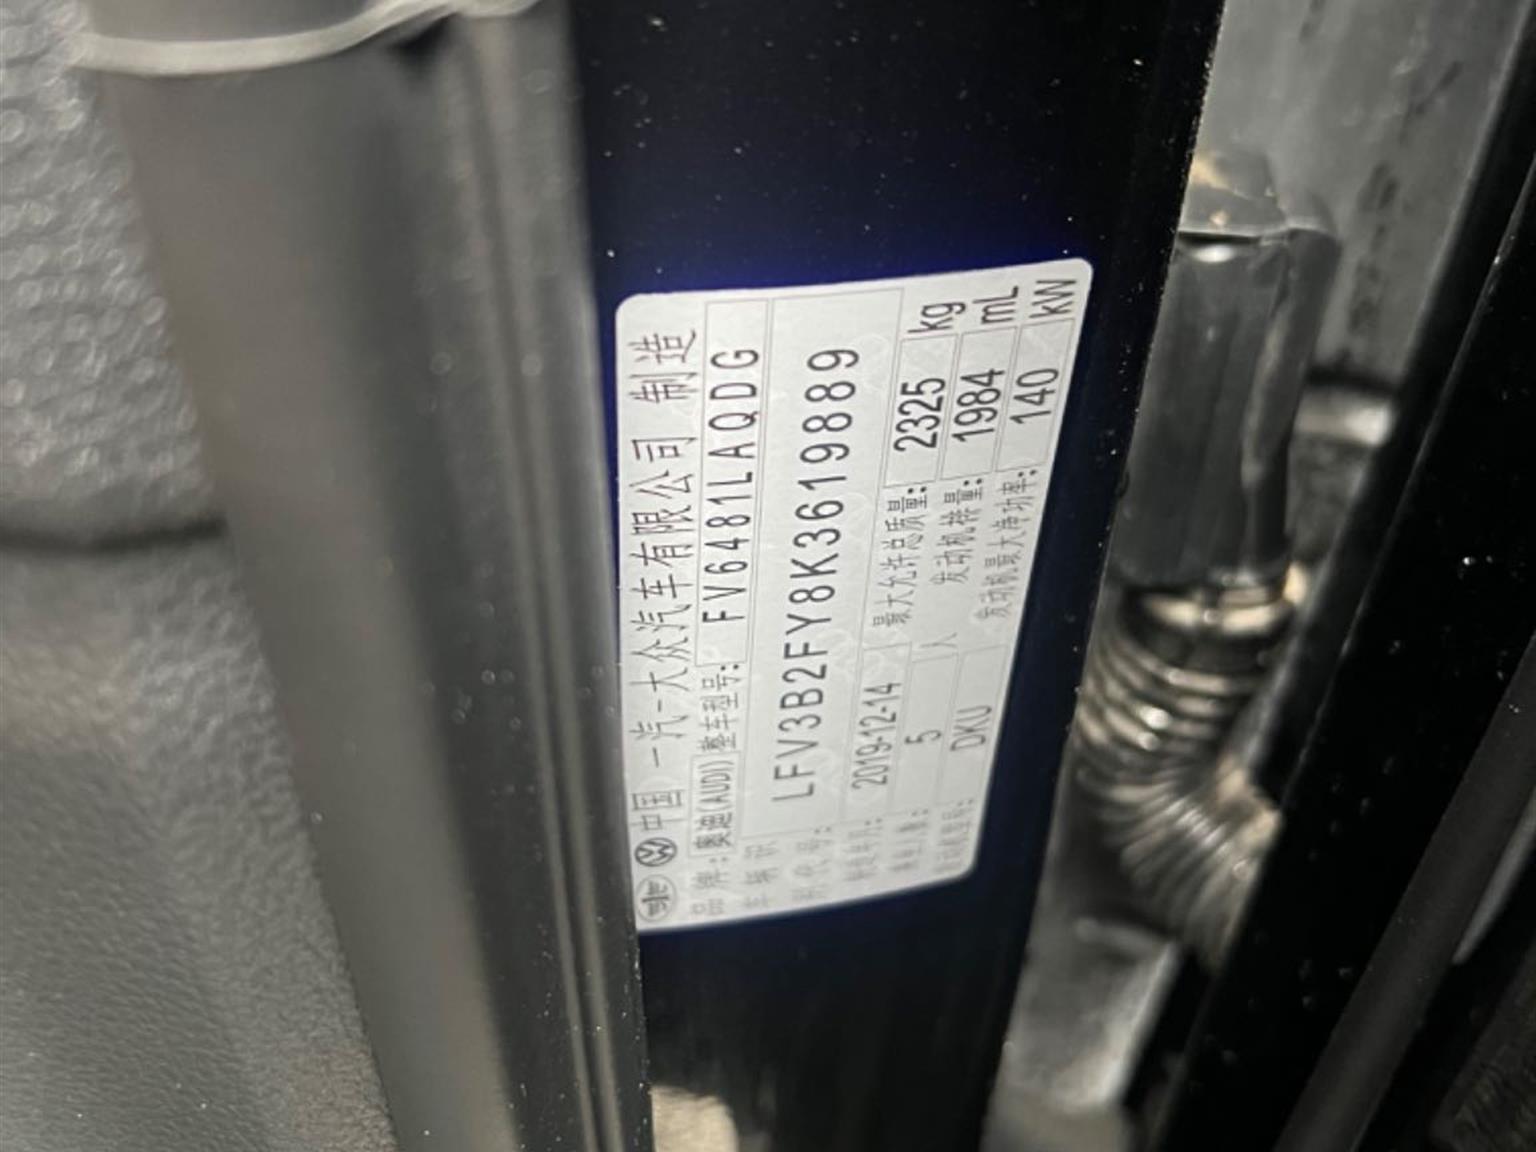 中国 一汽-大众汽车有限公司 制造
品牌: 奥迪(AUDI) 整车型号: FV6481LAQDG
车辆识别代号: LFV3B2FY8K3619889
制造年月: 2019-12-14 最大允许总质量: 2325 kg
乘坐人数: 5 人 发动机排量: 1984 mL
发动机型号: DKU 发动机最大净功率: 140 kW